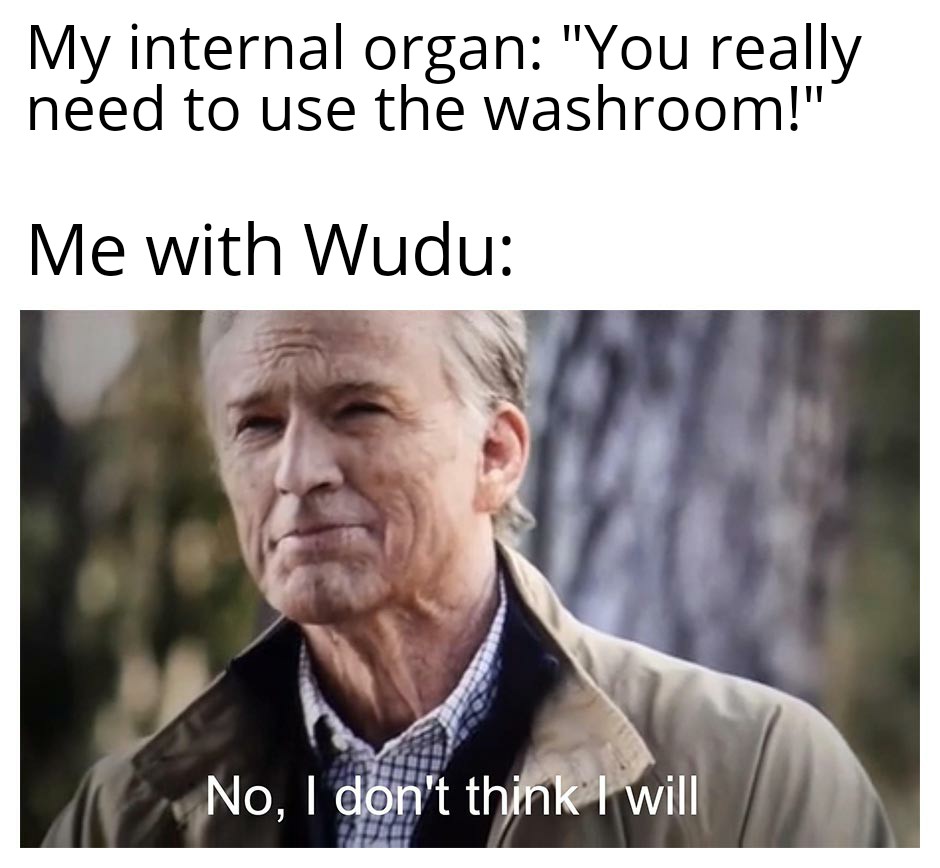 My internal organ: "You really
need to use the washroom!"
Me with Wudu:
No, I don't think I will